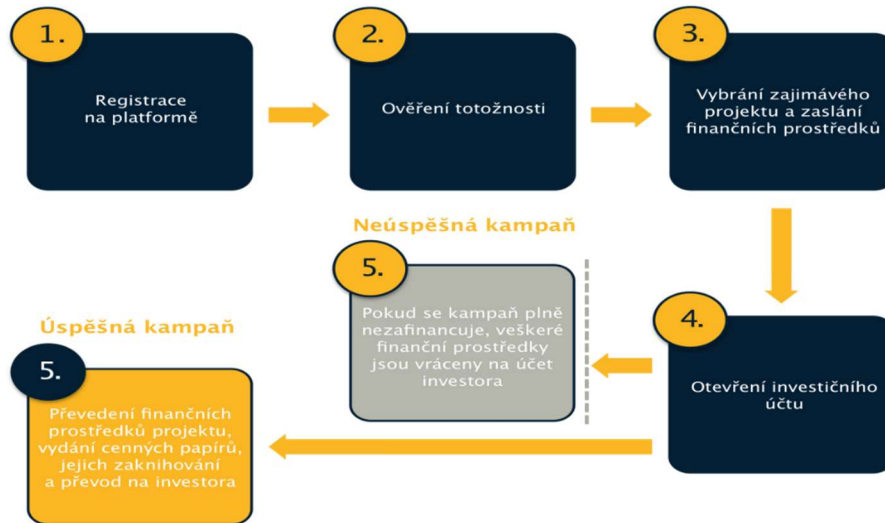 1.
Registrace
na platformě
2.
Ověření totožnosti
3.
Vybrání zajímavého
projektu a zaslání
finančních prostředků
4.
Otevření investičního
účtu
Neúspěšná kampaň
5.
Pokud se kampaň plně
nezafinancuje, veškeré
finanční prostředky
jsou vráceny na účet
investora
Úspěšná kampaň
5.
Převedení finančních
prostředků projektu,
vydání cenných papírů,
jejich zaknihování
a převod na investora